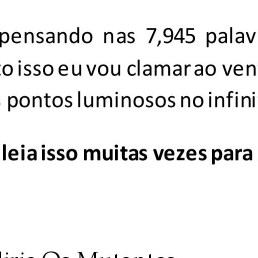 pensando nas 7,945 palav
o isso eu vou clamar ao ven
pontos luminosos no infini
leia isso muitas vezes para